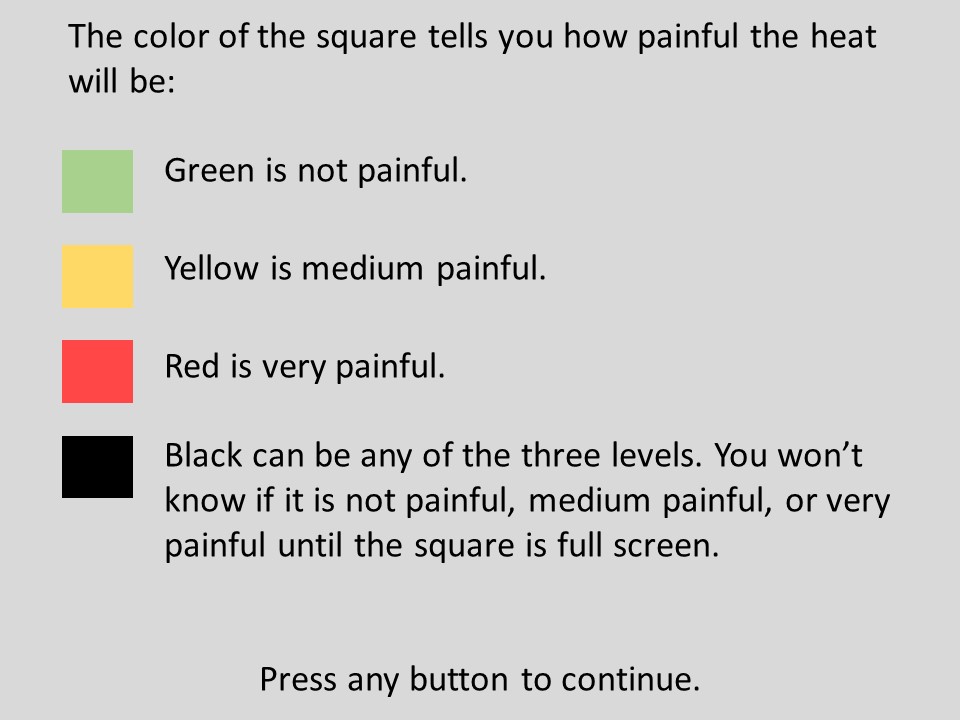 The color of the square tells you how painful the heat
will be:
Green is not painful.
Yellow is medium painful.
Red is very painful.
Black can be any of the three levels. You won’t
know if it is not painful, medium painful, or very
painful until the square is full screen.
Press any button to continue.